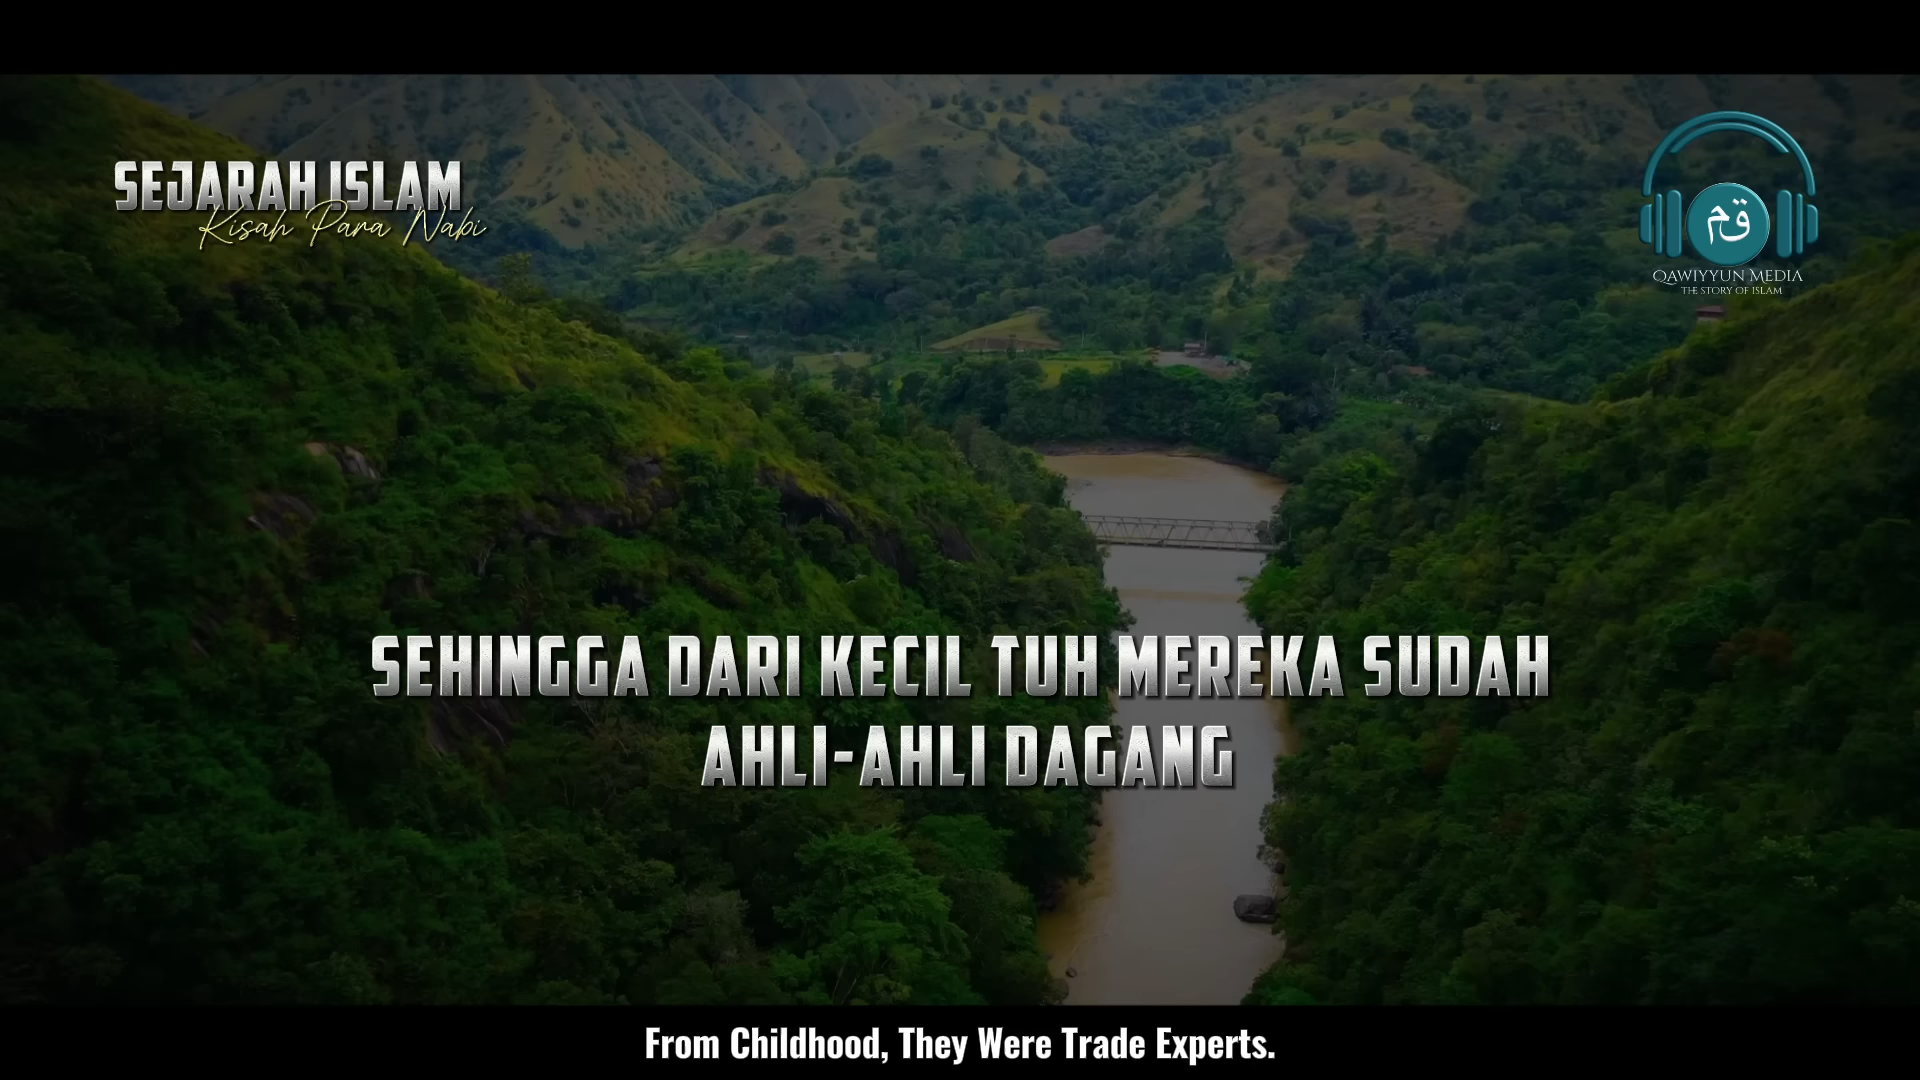 SEJARAH ISLAM
Kisah Para Nabi
قم
QAWIYYUN MEDIA
THE STORY OF ISLAM
SEHINGGA DARI KECIL TUH MEREKA SUDAH
AHLI-AHLI DAGANG
From Childhood, They Were Trade Experts.